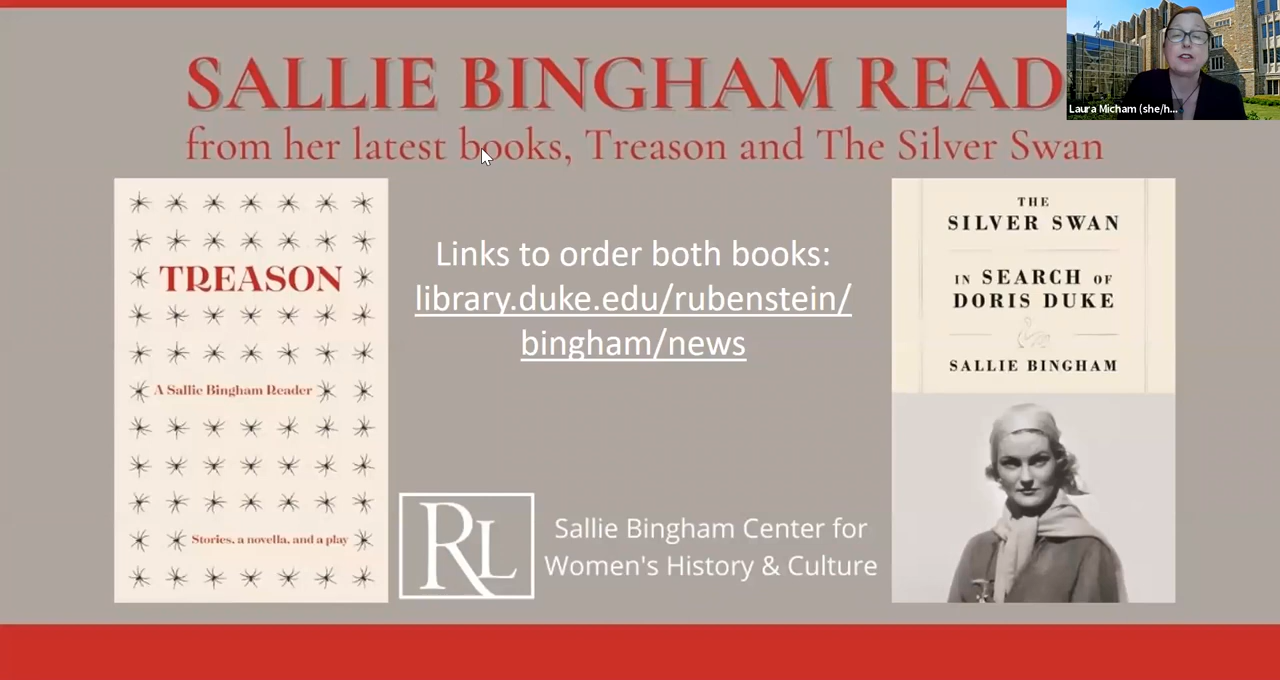 SALLIE BINGHAM READ
from her latest books, Treason and The Silver Swan
Laura Micham (she/h...
TREASON
A Sallie Bingham Reader
Stories, a novella, and a play
Links to order both books:
library.duke.edu/rubenstein/
bingham/news
RL
Sallie Bingham Center for
Women's History & Culture
THE
SILVER SWAN
IN SEARCH OF
DORIS DUKE
SALLIE BINGHAM